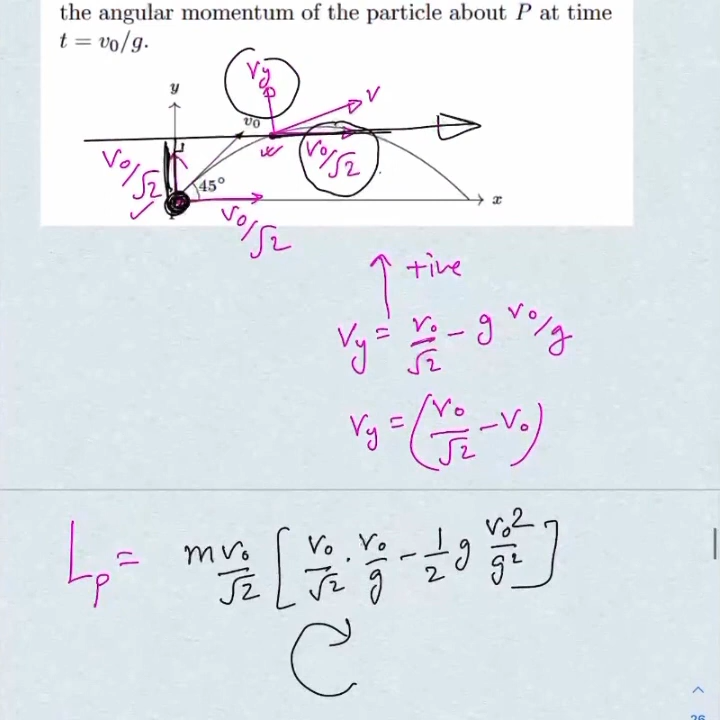 the angular momentum of the particle about P at time
t = v₀/g.
Vy
V
y
v₀
V₀/√2
V₀/√2
45°
x
V₀/√2
+ive
Vy = V₀/√2 - g V₀/g
Vy = (V₀/√2 - V₀)
Lp = mV₀/√2 [V₀/√2 · V₀/g - 1/2 g V₀²/g²]